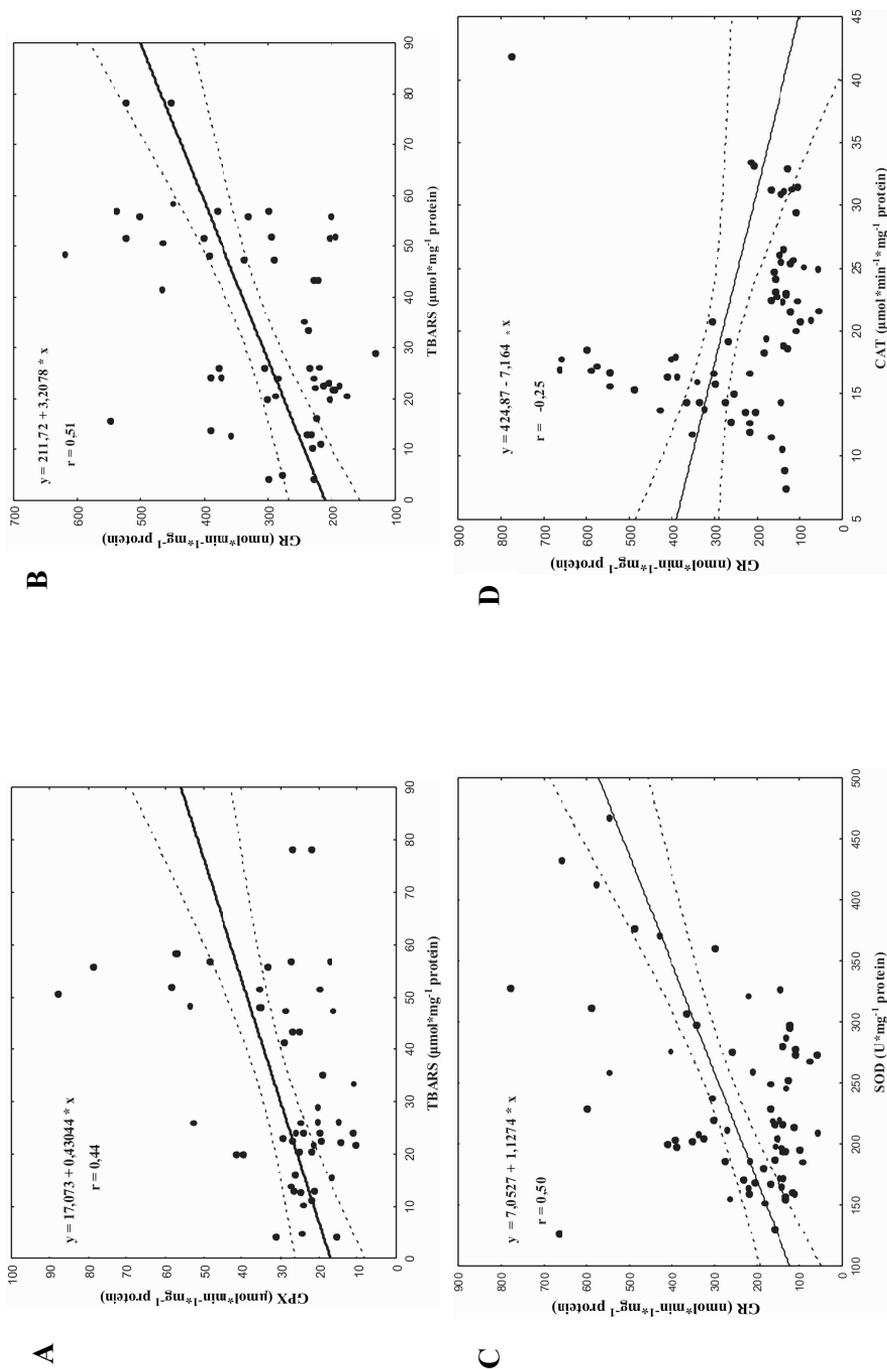 A
y = 17,073 + 0,43044 * x
r = 0,44
GPX (μmol*min⁻¹*mg⁻¹ protein)
100
90
80
70
60
50
40
30
20
10
0
0 10 20 30 40 50 60 70 80 90
TBARS (μmol*mg⁻¹ protein)
B
y = 211,72 + 3,2078 * x
r = 0,51
GR (nmol*min⁻¹*mg⁻¹ protein)
700
600
500
400
300
200
100
0 10 20 30 40 50 60 70 80 90
TBARS (μmol*mg⁻¹ protein)
C
y = 7,0527 + 1,1274 * x
r = 0,50
GR (nmol*min⁻¹*mg⁻¹ protein)
900
800
700
600
500
400
300
200
100
0
100 150 200 250 300 350 400 450 500
SOD (U*mg⁻¹ protein)
D
y = 424,87 - 7,164 * x
r = -0,25
GR (nmol*min⁻¹*mg⁻¹ protein)
900
800
700
600
500
400
300
200
100
0
5 10 15 20 25 30 35 40 45
CAT (μmol*min⁻¹*mg⁻¹ protein)